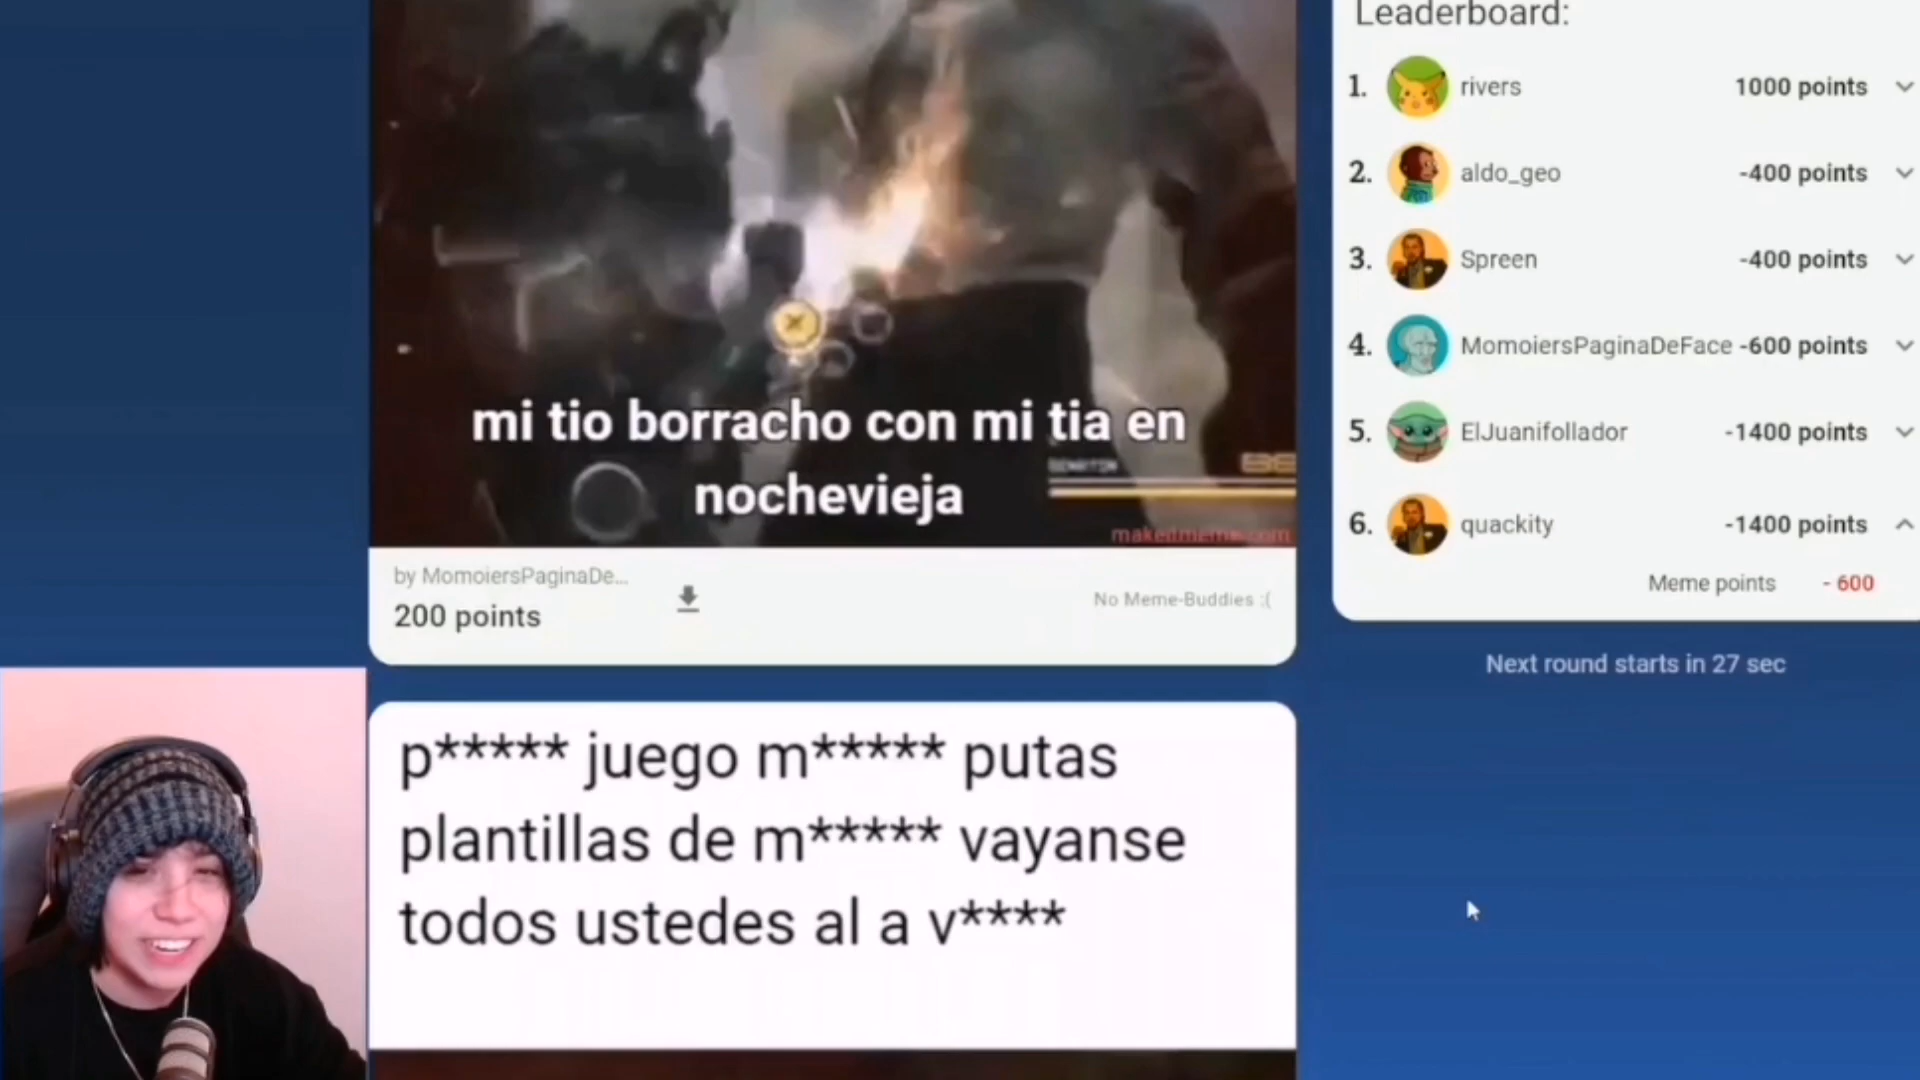 mi tio borracho con mi tia en
nochevieja
makeitmeme.com
by MomoiersPaginaDe...
200 points
No Meme-Buddies :(
p***** juego m***** putas
plantillas de m***** vayanse
todos ustedes al a v****
Leaderboard:
1. rivers 1000 points
2. aldo_geo -400 points
3. Spreen -400 points
4. MomoiersPaginaDeFace -600 points
5. ElJuanifollador -1400 points
6. quackity -1400 points
Meme points - 600
Next round starts in 27 sec